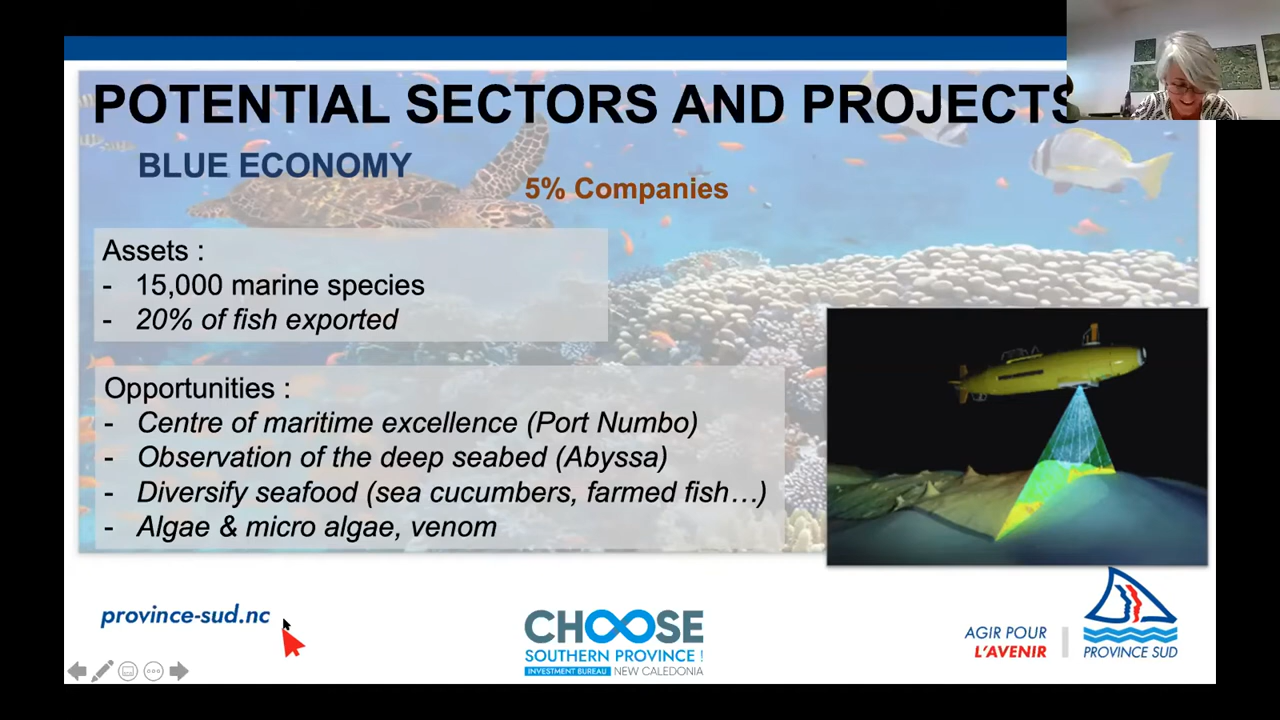 POTENTIAL SECTORS AND PROJECTS
BLUE ECONOMY
5% Companies
Assets :
- 15,000 marine species
- 20% of fish exported
Opportunities :
- Centre of maritime excellence (Port Numbo)
- Observation of the deep seabed (Abyssa)
- Diversify seafood (sea cucumbers, farmed fish…)
- Algae & micro algae, venom
province-sud.nc
CHOOSE
SOUTHERN PROVINCE !
INVESTMENT BUREAU NEW CALEDONIA
AGIR POUR
L'AVENIR
PROVINCE SUD